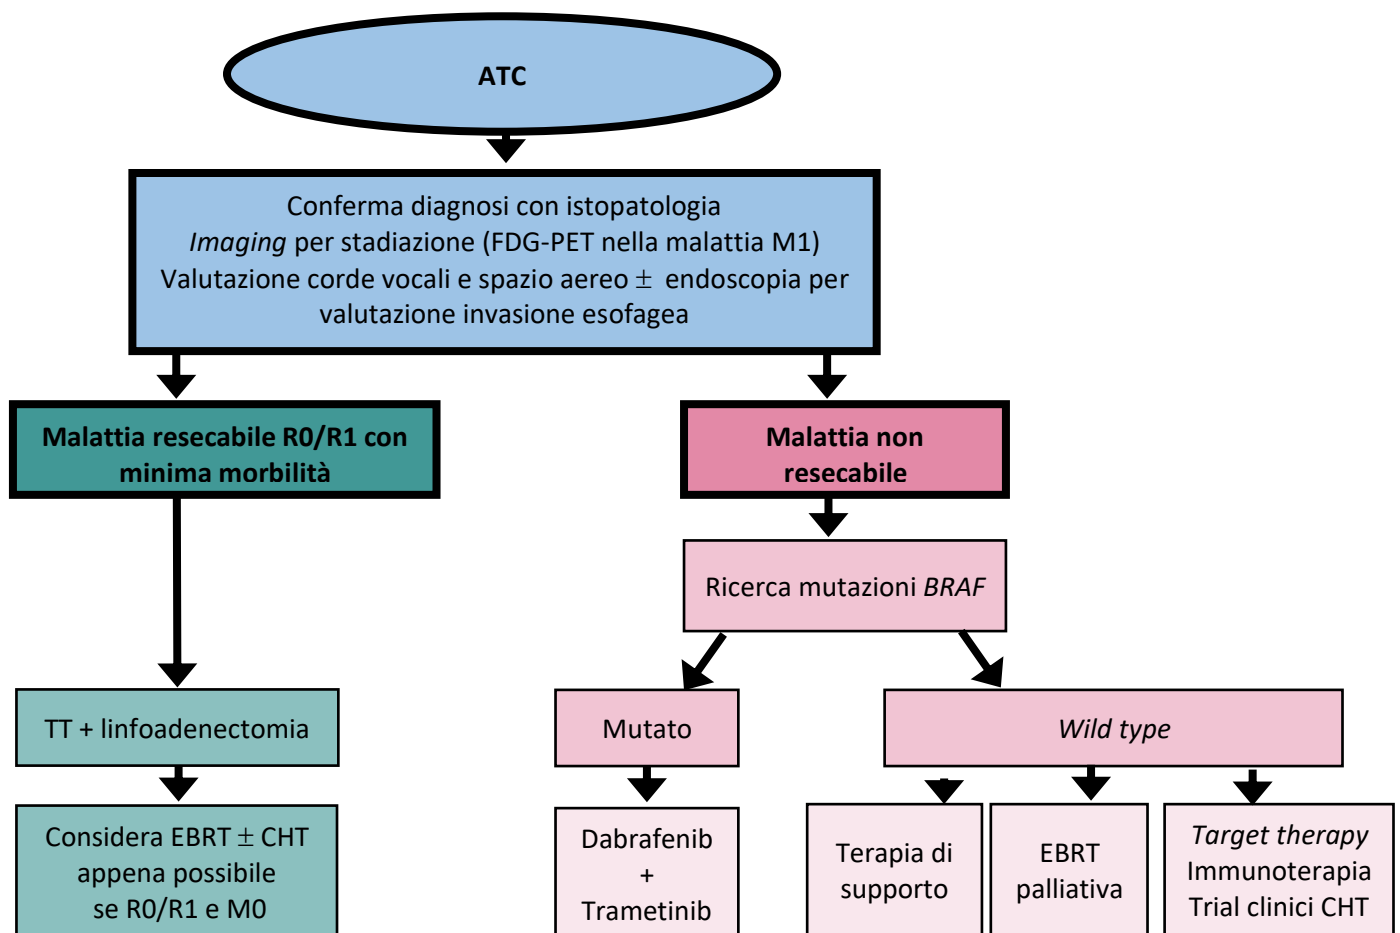 ATC
Conferma diagnosi con istopatologia
Imaging per stadiazione (FDG-PET nella malattia M1)
Valutazione corde vocali e spazio aereo ± endoscopia per
valutazione invasione esofagea
Malattia resecabile R0/R1 con
minima morbilità
Malattia non
resecabile
Ricerca mutazioni BRAF
TT + linfoadenectomia
Mutato
Wild type
Considera EBRT ± CHT
appena possibile
se R0/R1 e M0
Dabrafenib
+
Trametinib
Terapia di
supporto
EBRT
palliativa
Target therapy
Immunoterapia
Trial clinici CHT